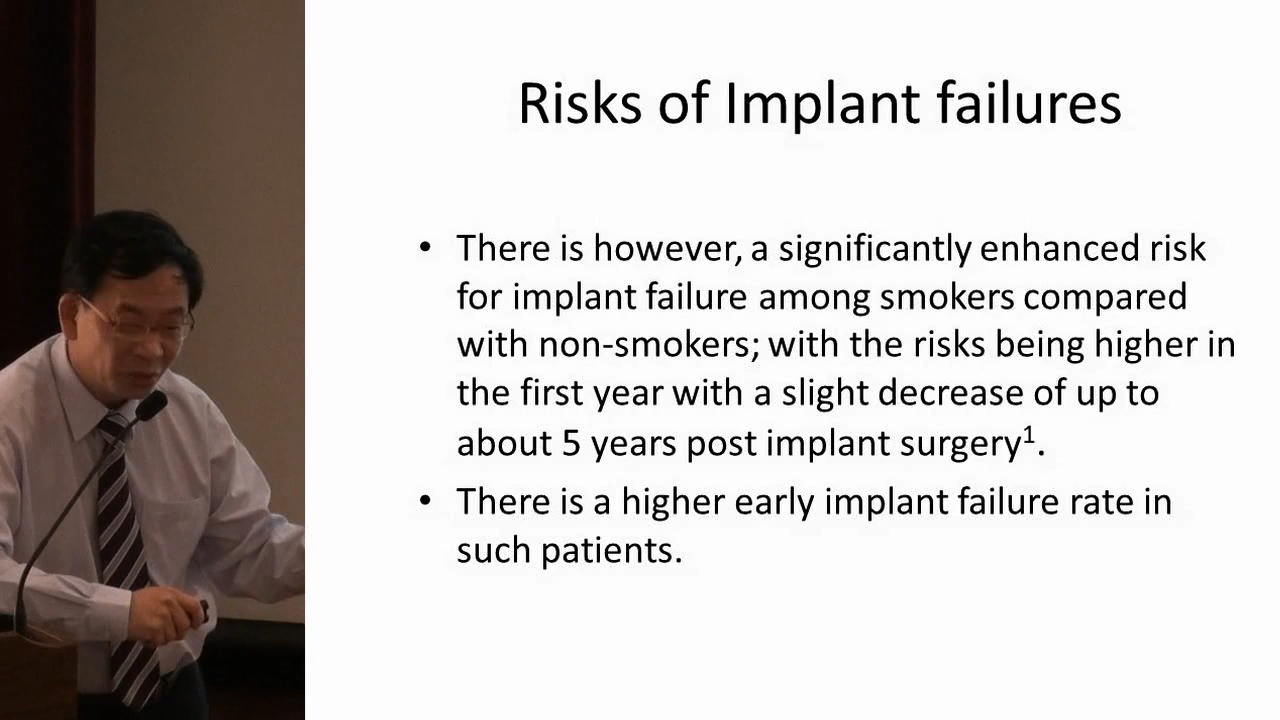 Risks of Implant failures
• There is however, a significantly enhanced risk
for implant failure among smokers compared
with non-smokers; with the risks being higher in
the first year with a slight decrease of up to
about 5 years post implant surgery¹.
• There is a higher early implant failure rate in
such patients.